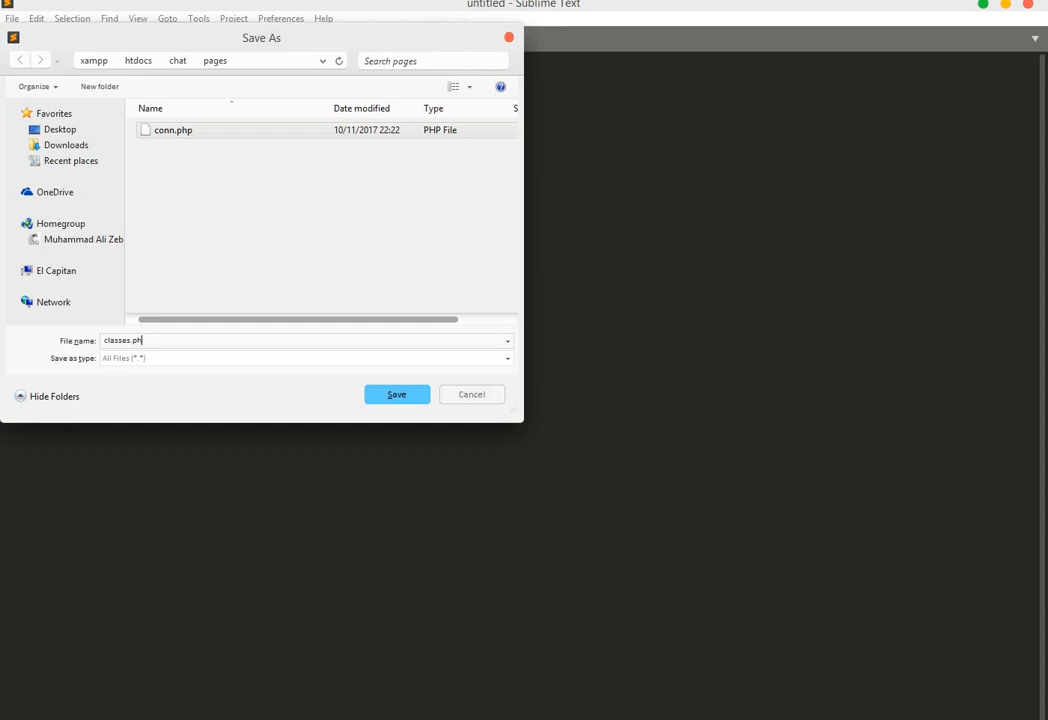 untitled - Sublime Text
File Edit Selection Find View Goto Tools Project Preferences Help
Save As
xampp htdocs chat pages
Search pages
Organize New folder
Name Date modified Type S
Favorites
conn.php 10/11/2017 22:22 PHP File
Desktop
Downloads
Recent places
OneDrive
Homegroup
Muhammad Ali Zeb
El Capitan
Network
File name: classes.ph
Save as type: All Files (*.*)
Hide Folders
Save Cancel